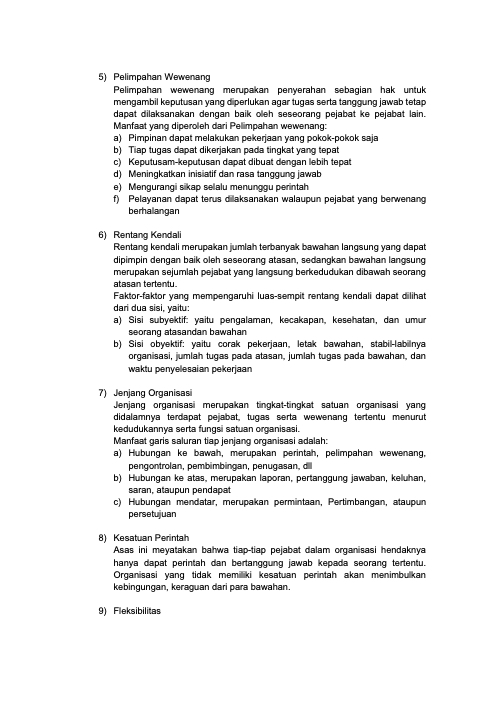 5) Pelimpahan Wewenang
Pelimpahan wewenang merupakan penyerahan sebagian hak untuk
mengambil keputusan yang diperlukan agar tugas serta tanggung jawab tetap
dapat dilaksanakan dengan baik oleh seseorang pejabat ke pejabat lain.
Manfaat yang diperoleh dari Pelimpahan wewenang:
a) Pimpinan dapat melakukan pekerjaan yang pokok-pokok saja
b) Tiap tugas dapat dikerjakan pada tingkat yang tepat
c) Keputusam-keputusan dapat dibuat dengan lebih tepat
d) Meningkatkan inisiatif dan rasa tanggung jawab
e) Mengurangi sikap selalu menunggu perintah
f) Pelayanan dapat terus dilaksanakan walaupun pejabat yang berwenang
berhalangan
6) Rentang Kendali
Rentang kendali merupakan jumlah terbanyak bawahan langsung yang dapat
dipimpin dengan baik oleh seseorang atasan, sedangkan bawahan langsung
merupakan sejumlah pejabat yang langsung berkedudukan dibawah seorang
atasan tertentu.
Faktor-faktor yang mempengaruhi luas-sempit rentang kendali dapat dilihat
dari dua sisi, yaitu:
a) Sisi subyektif: yaitu pengalaman, kecakapan, kesehatan, dan umur
seorang atasandan bawahan
b) Sisi obyektif: yaitu corak pekerjaan, letak bawahan, stabil-labilnya
organisasi, jumlah tugas pada atasan, jumlah tugas pada bawahan, dan
waktu penyelesaian pekerjaan
7) Jenjang Organisasi
Jenjang organisasi merupakan tingkat-tingkat satuan organisasi yang
didalamnya terdapat pejabat, tugas serta wewenang tertentu menurut
kedudukannya serta fungsi satuan organisasi.
Manfaat garis saluran tiap jenjang organisasi adalah:
a) Hubungan ke bawah, merupakan perintah, pelimpahan wewenang,
pengontrolan, pembimbingan, penugasan, dll
b) Hubungan ke atas, merupakan laporan, pertanggung jawaban, keluhan,
saran, ataupun pendapat
c) Hubungan mendatar, merupakan permintaan, Pertimbangan, ataupun
persetujuan
8) Kesatuan Perintah
Asas ini meyatakan bahwa tiap-tiap pejabat dalam organisasi hendaknya
hanya dapat perintah dan bertanggung jawab kepada seorang tertentu.
Organisasi yang tidak memiliki kesatuan perintah akan menimbulkan
kebingungan, keraguan dari para bawahan.
9) Fleksibilitas